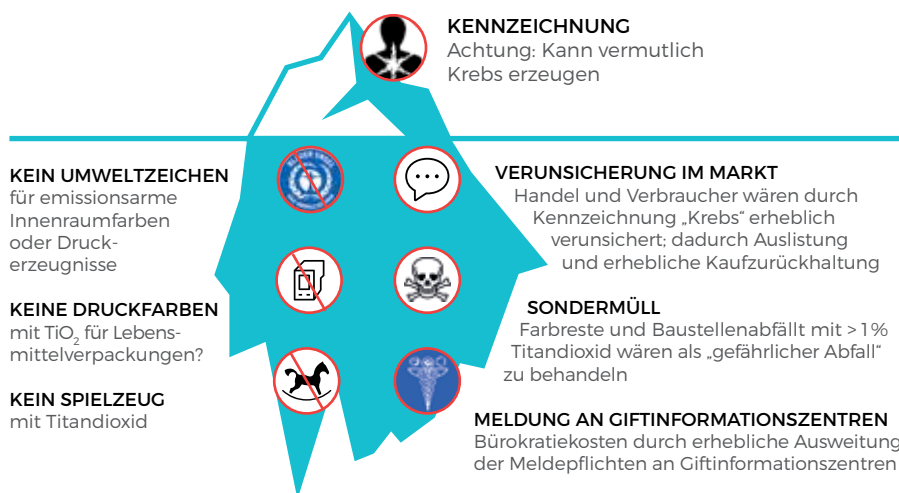 KENNZEICHNUNG
Achtung: Kann vermutlich
Krebs erzeugen
KEIN UMWELTZEICHEN
für emissionsarme
Innenraumfarben
oder Druck-
erzeugnisse
KEINE DRUCKFARBEN
mit TiO₂ für Lebens-
mittelverpackungen?
KEIN SPIELZEUG
mit Titandioxid
VERUNSICHERUNG IM MARKT
Handel und Verbraucher wären durch
Kennzeichnung „Krebs“ erheblich
verunsichert; dadurch Auslistung
und erhebliche Kaufzurückhaltung
SONDERMÜLL
Farbreste und Baustellenabfällt mit > 1 %
Titandioxid wären als „gefährlicher Abfall“
zu behandeln
MELDUNG AN GIFTINFORMATIONSZENTREN
Bürokratiekosten durch erhebliche Ausweitung
der Meldepflichten an Giftinformationszentren